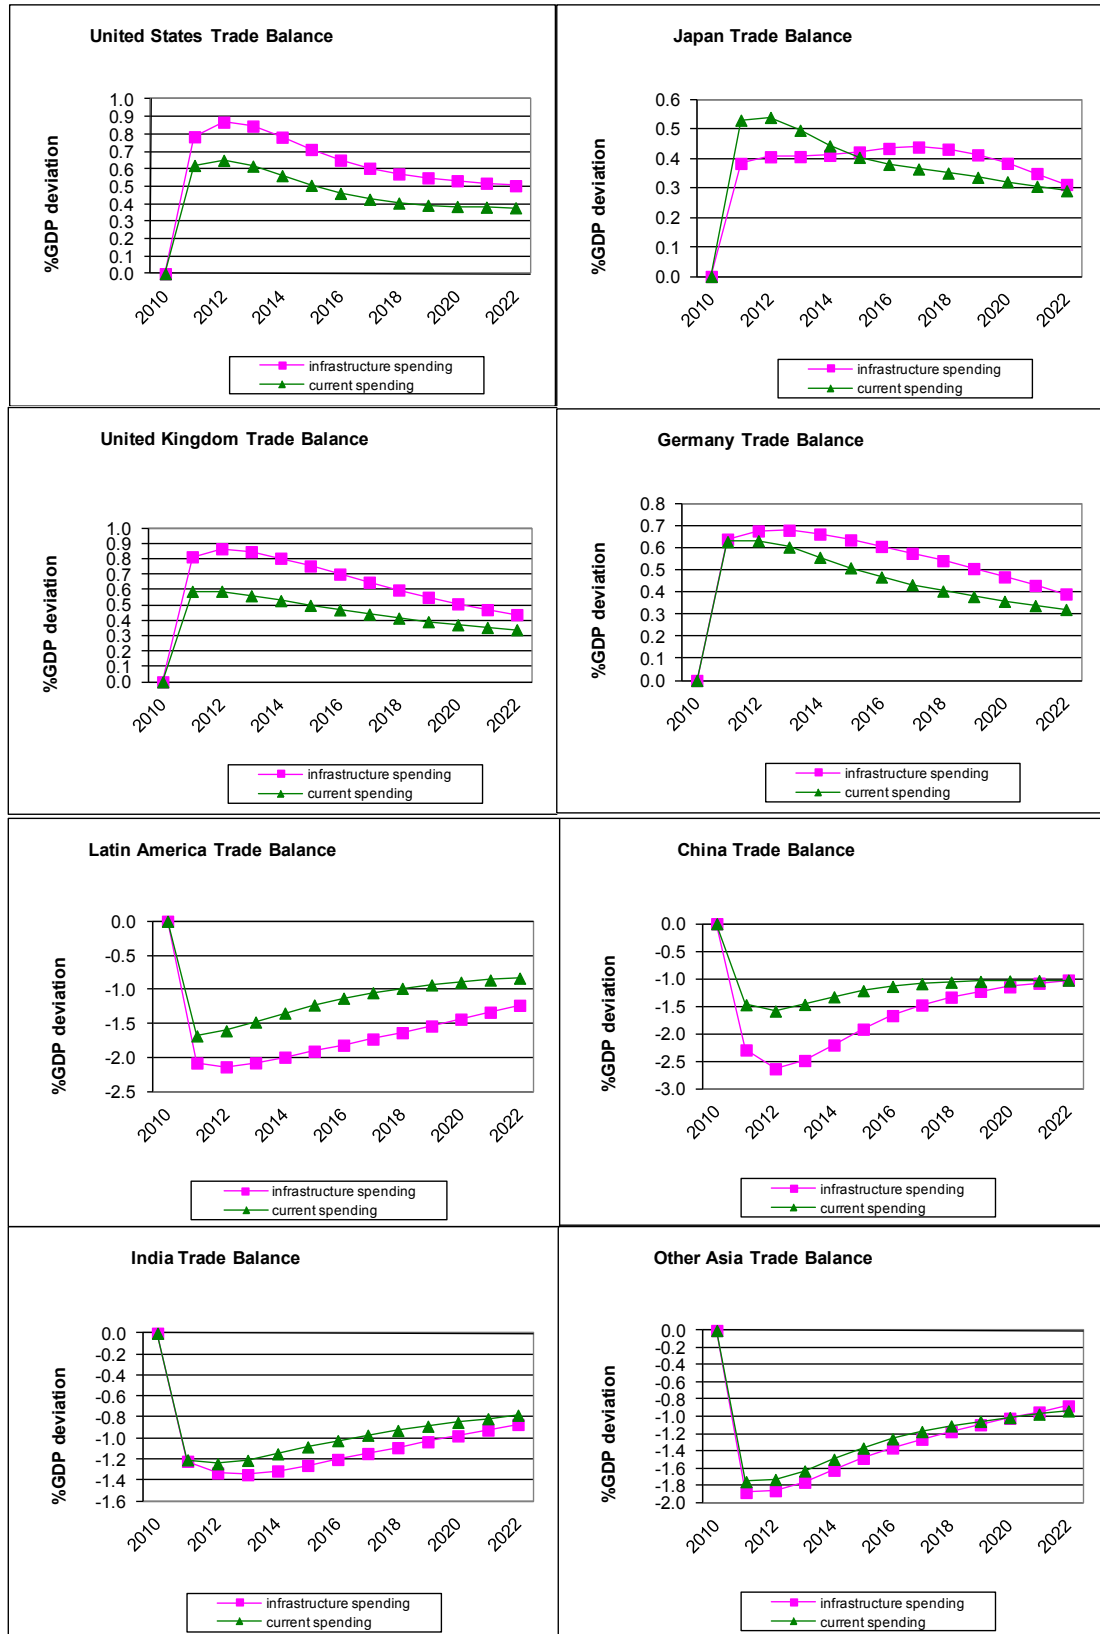 United States Trade Balance
%GDP deviation
1.0
0.9
0.8
0.7
0.6
0.5
0.4
0.3
0.2
0.1
0.0
2010 2012 2014 2016 2018 2020 2022
infrastructure spending
current spending
Japan Trade Balance
%GDP deviation
0.6
0.5
0.4
0.3
0.2
0.1
0.0
2010 2012 2014 2016 2018 2020 2022
infrastructure spending
current spending
United Kingdom Trade Balance
%GDP deviation
1.0
0.9
0.8
0.7
0.6
0.5
0.4
0.3
0.2
0.1
0.0
2010 2012 2014 2016 2018 2020 2022
infrastructure spending
current spending
Germany Trade Balance
%GDP deviation
0.8
0.7
0.6
0.5
0.4
0.3
0.2
0.1
0.0
2010 2012 2014 2016 2018 2020 2022
infrastructure spending
current spending
Latin America Trade Balance
%GDP deviation
0.0
-0.5
-1.0
-1.5
-2.0
-2.5
2010 2012 2014 2016 2018 2020 2022
infrastructure spending
current spending
China Trade Balance
%GDP deviation
0.0
-0.5
-1.0
-1.5
-2.0
-2.5
-3.0
2010 2012 2014 2016 2018 2020 2022
infrastructure spending
current spending
India Trade Balance
%GDP deviation
0.0
-0.2
-0.4
-0.6
-0.8
-1.0
-1.2
-1.4
-1.6
2010 2012 2014 2016 2018 2020 2022
infrastructure spending
current spending
Other Asia Trade Balance
%GDP deviation
0.0
-0.2
-0.4
-0.6
-0.8
-1.0
-1.2
-1.4
-1.6
-1.8
-2.0
2010 2012 2014 2016 2018 2020 2022
infrastructure spending
current spending